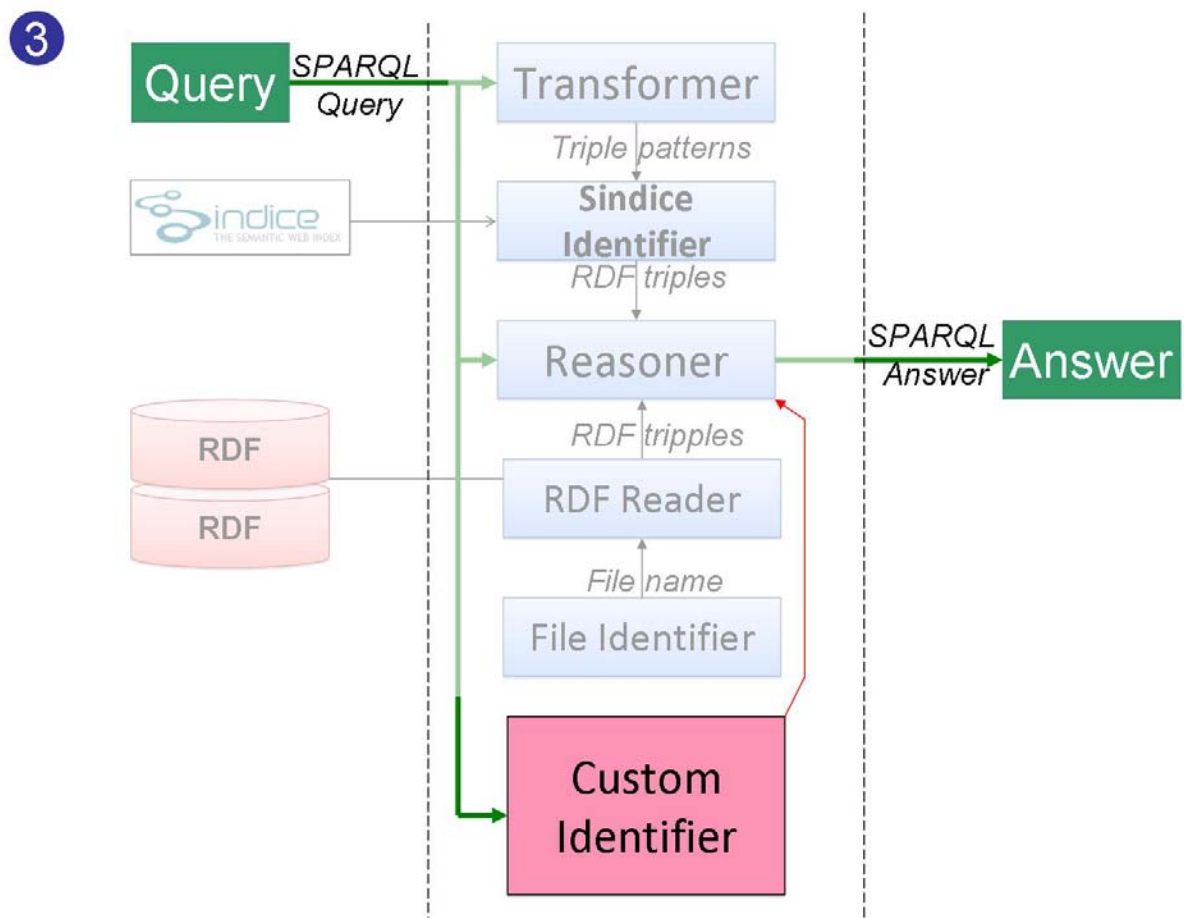 3
Query
SPARQL
Query
Transformer
Triple patterns
Sindice
Identifier
indice
THE SEMANTIC WEB INDEX
RDF triples
Reasoner
SPARQL
Answer
Answer
RDF tripples
RDF
RDF Reader
RDF
File name
File Identifier
Custom
Identifier